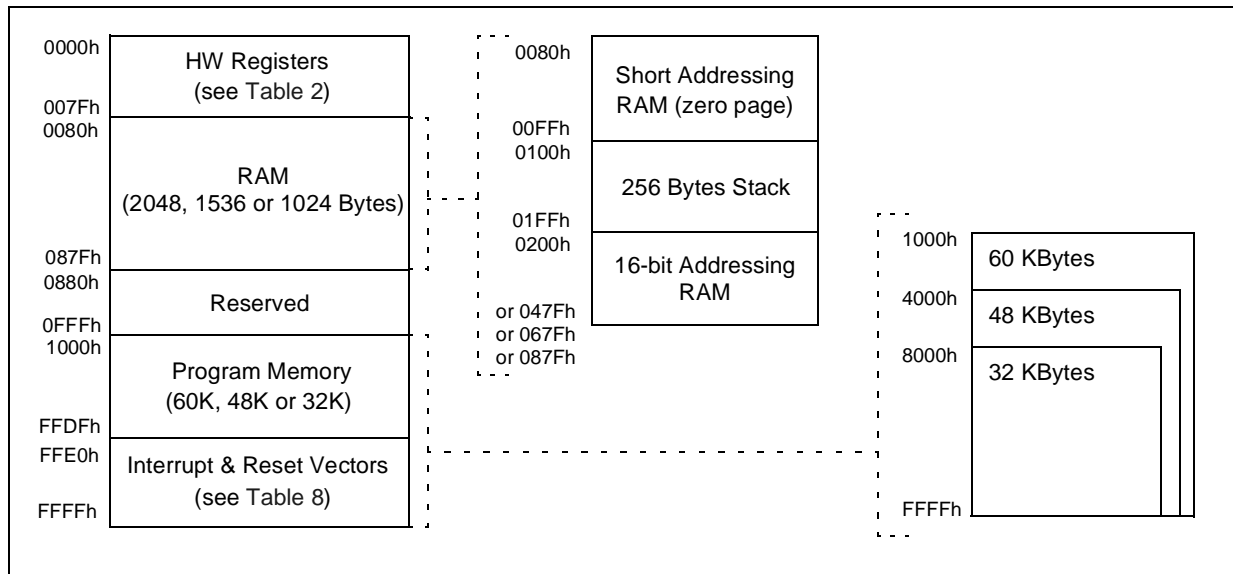 0000h
HW Registers
(see Table 2)
007Fh
0080h
RAM
(2048, 1536 or 1024 Bytes)
087Fh
0880h
Reserved
0FFFh
1000h
Program Memory
(60K, 48K or 32K)
FFDFh
FFE0h
Interrupt & Reset Vectors
(see Table 8)
FFFFh
0080h
Short Addressing
RAM (zero page)
00FFh
0100h
256 Bytes Stack
01FFh
0200h
16-bit Addressing
RAM
or 047Fh
or 067Fh
or 087Fh
1000h
60 KBytes
4000h
48 KBytes
8000h
32 KBytes
FFFFh